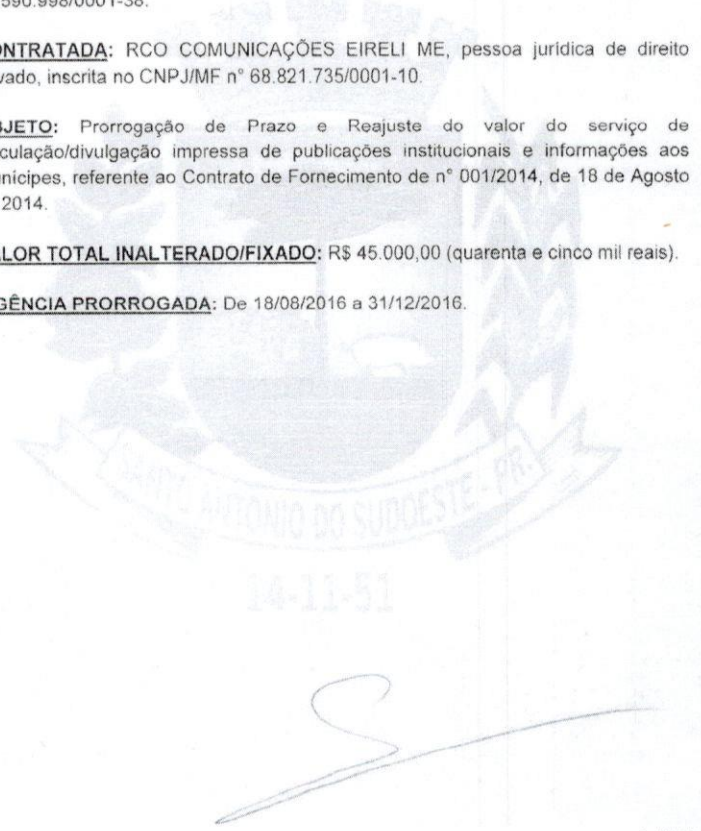 590.998/0001-38.
ONTRATADA: RCO COMUNICAÇÕES EIRELI ME, pessoa jurídica de direito
vado, inscrita no CNPJ/MF n° 68.821.735/0001-10.
BJETO: Prorrogação de Prazo e Reajuste do valor do serviço de
culação/divulgação impressa de publicações institucionais e informações aos
nícipes, referente ao Contrato de Fornecimento de n° 001/2014, de 18 de Agosto
2014.
LOR TOTAL INALTERADO/FIXADO: R$ 45.000,00 (quarenta e cinco mil reais).
GÊNCIA PRORROGADA: De 18/08/2016 a 31/12/2016.
SANTO ANTONIO DO SUDOESTE - PR.
14-11-51